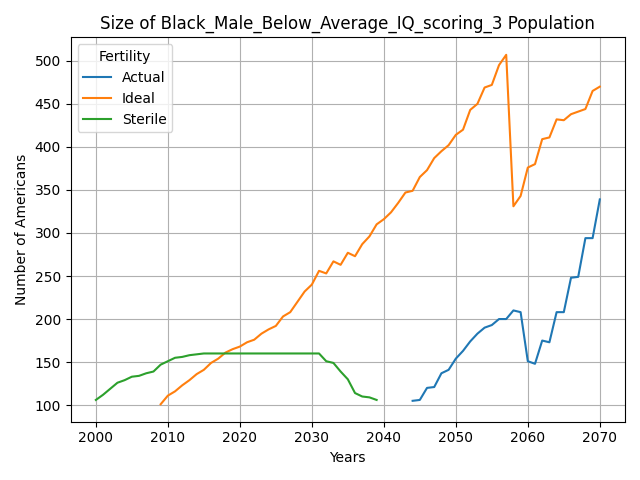 Size of Black_Male_Below_Average_IQ_scoring_3 Population
Fertility
Actual
Ideal
Sterile
500
450
400
350
300
250
200
150
100
Number of Americans
2000 2010 2020 2030 2040 2050 2060 2070
Years